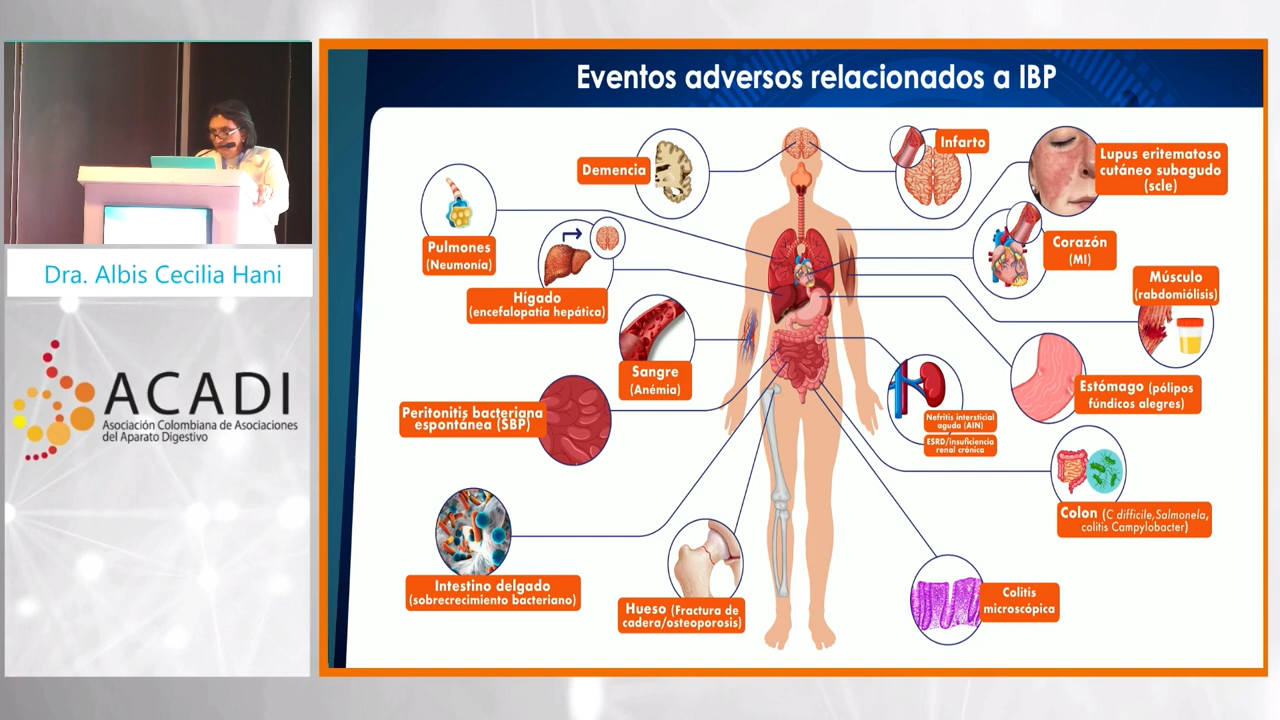 Eventos adversos relacionados a IBP
Dra. Albis Cecilia Hani
ACADI
Asociación Colombiana de Asociaciones
del Aparato Digestivo
Demencia
Infarto
Lupus eritematoso
cutáneo subagudo
(scle)
Pulmones
(Neumonía)
Hígado
(encefalopatía hepática)
Corazón
(MI)
Músculo
(rabdomiólisis)
Sangre
(Anémia)
Estómago (pólipos
fúndicos alegres)
Peritonitis bacteriana
espontánea (SBP)
Nefritis intersticial
aguda (AIN)
ESRD/insuficiencia
renal crónica
Colon (C difficile, Salmonela,
colitis Campylobacter)
Intestino delgado
(sobrecrecimiento bacteriano)
Hueso (Fractura de
cadera/osteoporosis)
Colitis
microscópica